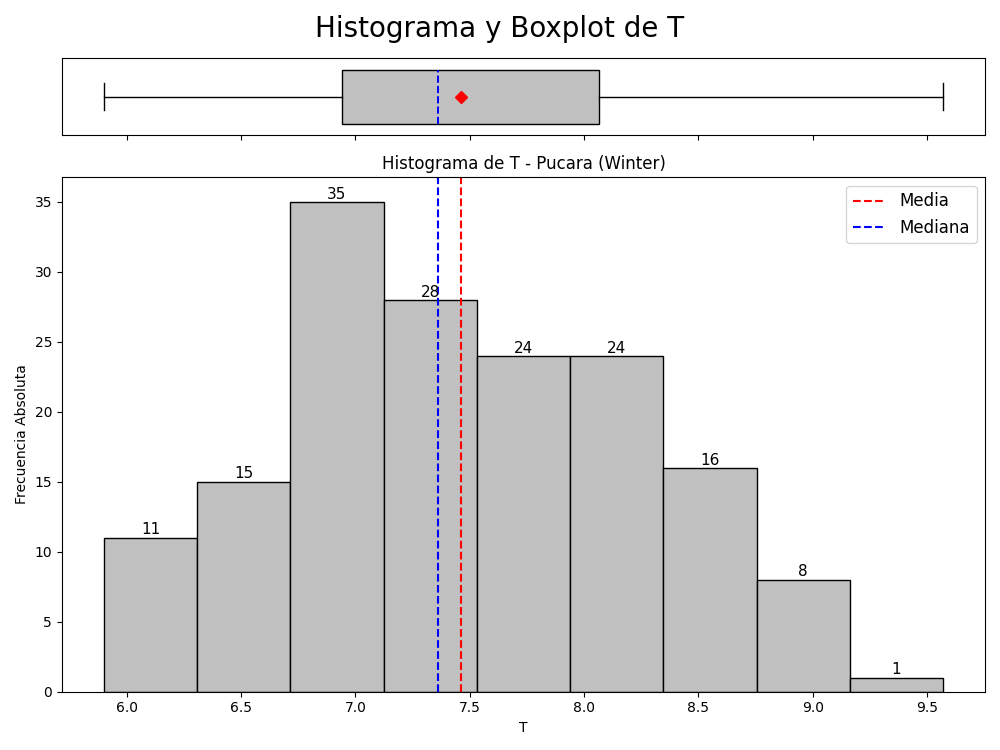 Histograma y Boxplot de T
Histograma de T - Pucara (Winter)
Media
Mediana
35
28
24
24
16
15
11
8
1
35
30
25
20
15
10
5
0
Frecuencia Absoluta
6.0 6.5 7.0 7.5 8.0 8.5 9.0 9.5
T